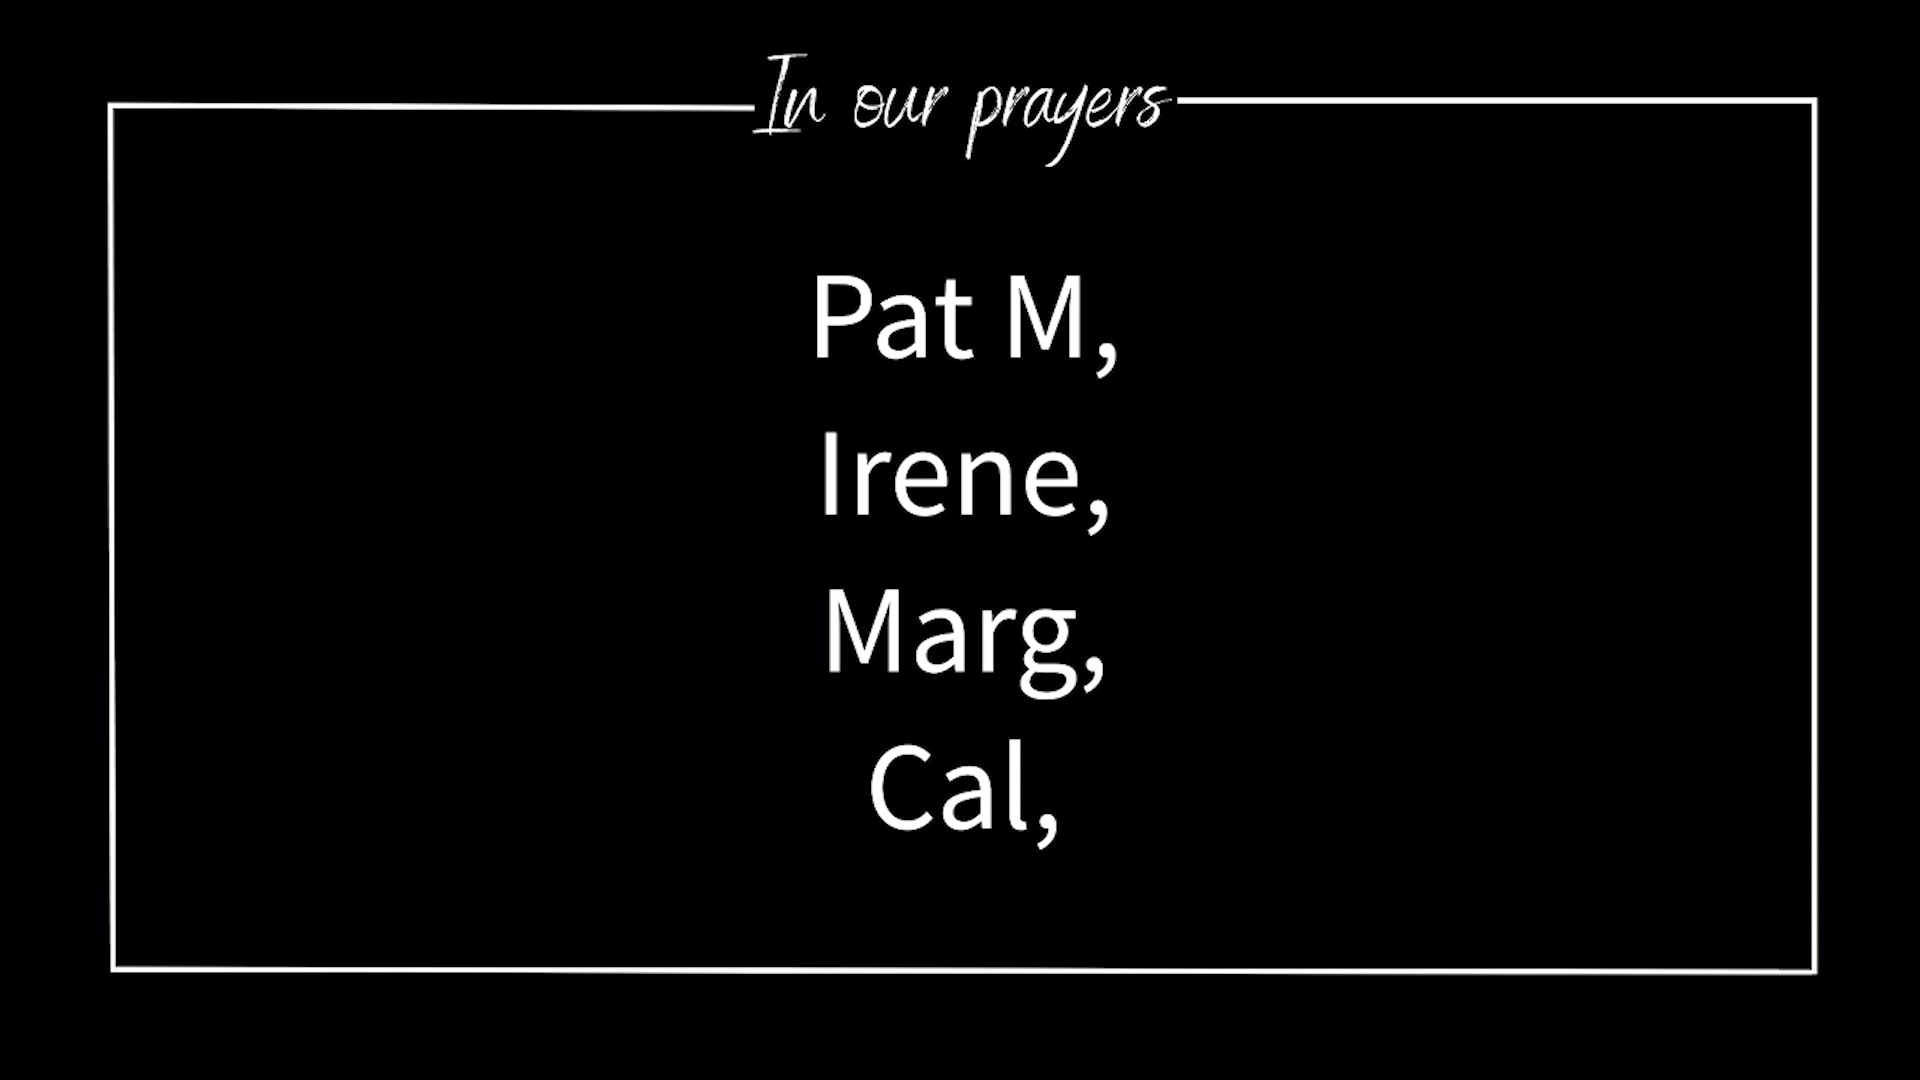 In our prayers
Pat M,
Irene,
Marg,
Cal,